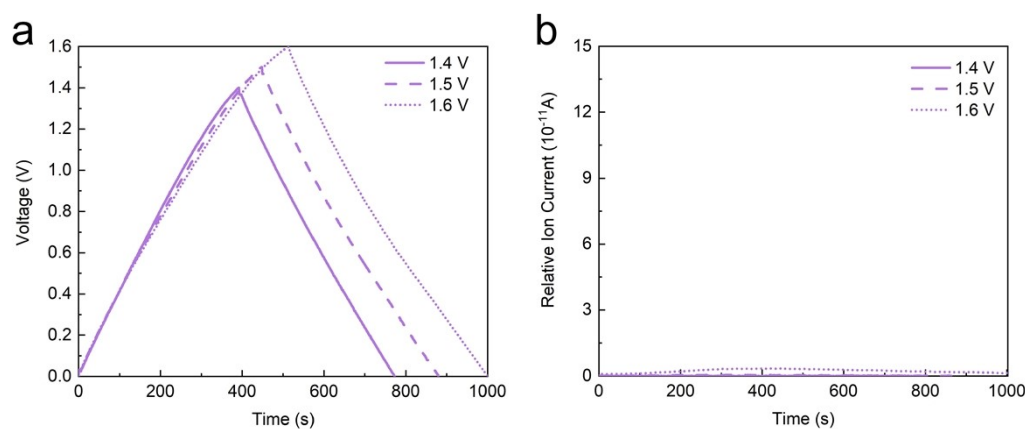 a
1.6
1.4
1.2
1.0
0.8
0.6
0.4
0.2
0.0
Voltage (V)
1.4 V
1.5 V
1.6 V
0 200 400 600 800 1000
Time (s)
b
15
12
9
6
3
0
Relative Ion Current (10⁻¹¹A)
1.4 V
1.5 V
1.6 V
0 200 400 600 800 1000
Time (s)